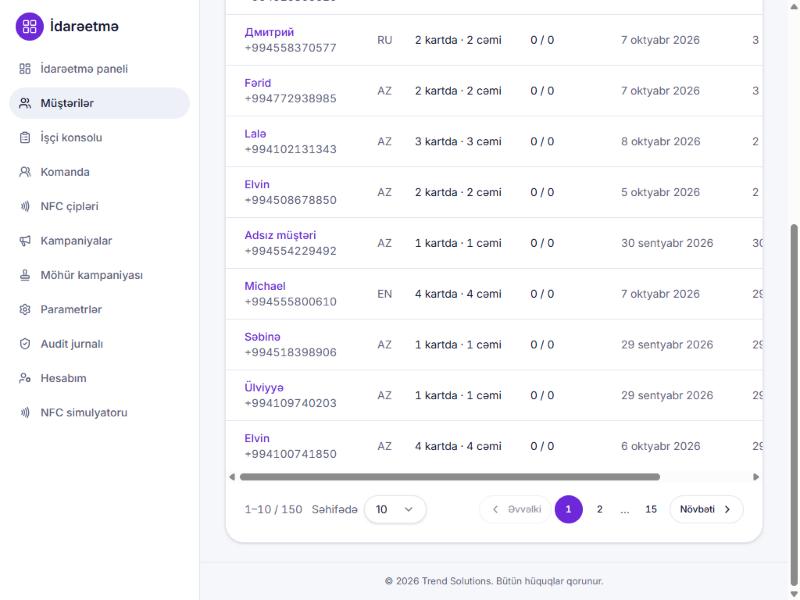 İdarəetmə
İdarəetmə paneli
Müştərilər
İşçi konsolu
Komanda
NFC çipləri
Kampaniyalar
Möhür kampaniyası
Parametrlər
Audit jurnalı
Hesabım
NFC simulyatoru
Дмитрий
+994558370577 RU 2 kartda · 2 cəmi 0 / 0 7 oktyabr 2026 3
Fərid
+994772938985 AZ 2 kartda · 2 cəmi 0 / 0 7 oktyabr 2026 3
Lalə
+994102131343 AZ 3 kartda · 3 cəmi 0 / 0 8 oktyabr 2026 2
Elvin
+994508678850 AZ 2 kartda · 2 cəmi 0 / 0 5 oktyabr 2026 2
Adsız müştəri
+994554229492 AZ 1 kartda · 1 cəmi 0 / 0 30 sentyabr 2026 30
Michael
+994555800610 EN 4 kartda · 4 cəmi 0 / 0 7 oktyabr 2026 29
Səbinə
+994518398906 AZ 1 kartda · 1 cəmi 0 / 0 29 sentyabr 2026 29
Ülviyyə
+994109740203 AZ 1 kartda · 1 cəmi 0 / 0 29 sentyabr 2026 29
Elvin
+994100741850 AZ 4 kartda · 4 cəmi 0 / 0 6 oktyabr 2026 29
1–10 / 150 Səhifədə 10 Əvvəlki 1 2 ... 15 Növbəti
© 2026 Trend Solutions. Bütün hüquqlar qorunur.